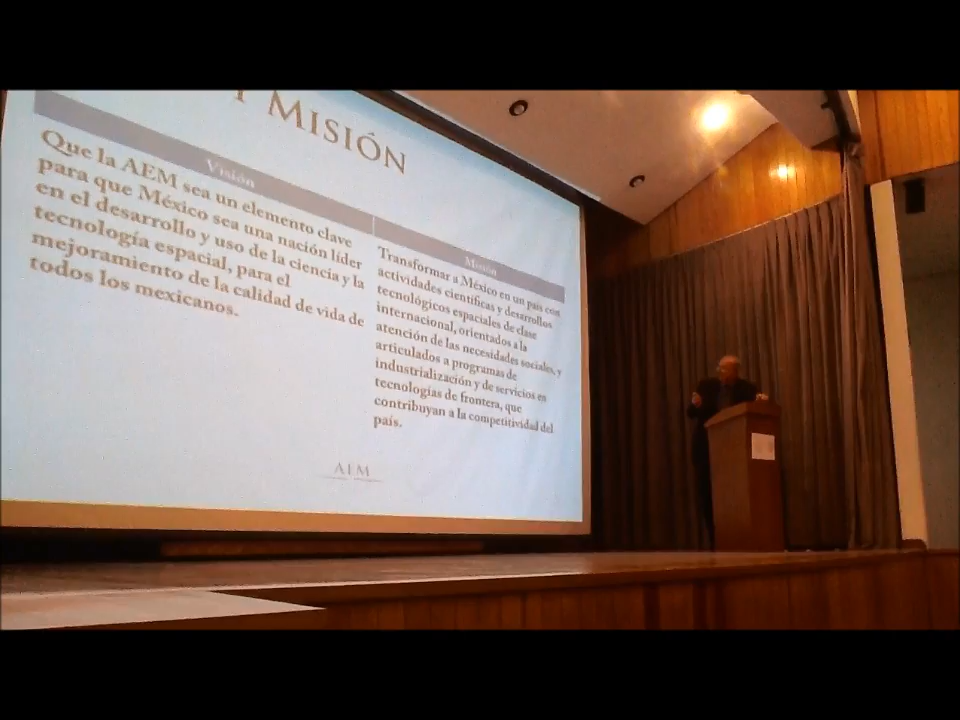 Y MISIÓN
Visión
Que la AEM sea un elemento clave
para que México sea una nación líder
en el desarrollo y uso de la ciencia y la
tecnología espacial, para el
mejoramiento de la calidad de vida de
todos los mexicanos.
Misión
Transformar a México en un país con
actividades científicas y desarrollos
tecnológicos espaciales de clase
internacional, orientados a la
atención de las necesidades sociales, y
articulados a programas de
industrialización y de servicios en
tecnologías de frontera, que
contribuyan a la competitividad del
país.
AEM